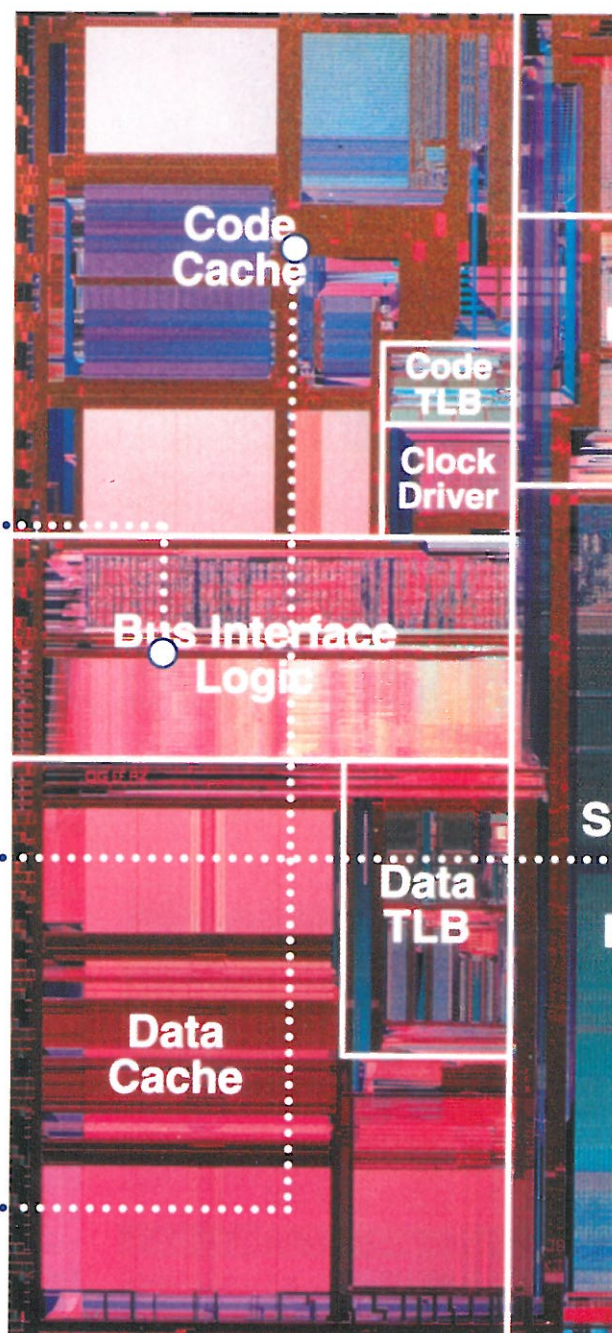 Code
Cache
Code
TLB
Clock
Driver
Bus Interface
Logic
Data
TLB
S
Data
Cache